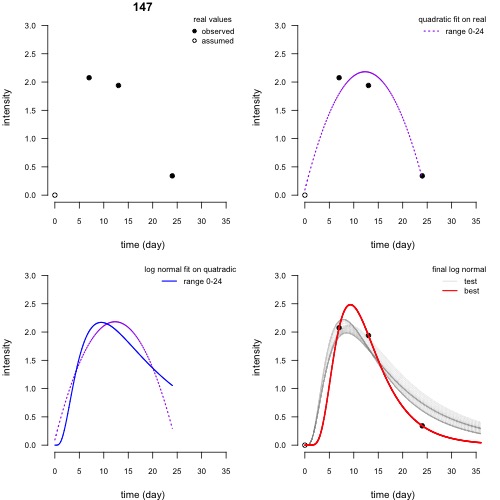 147
real values
observed
assumed
intensity
3.0
2.5
2.0
1.5
1.0
0.5
0.0
0 5 10 15 20 25 30 35
time (day)
quadratic fit on real
range 0-24
intensity
3.0
2.5
2.0
1.5
1.0
0.5
0.0
0 5 10 15 20 25 30 35
time (day)
log normal fit on quadradic
range 0-24
intensity
3.0
2.5
2.0
1.5
1.0
0.5
0.0
0 5 10 15 20 25 30 35
time (day)
final log normal
test
best
intensity
3.0
2.5
2.0
1.5
1.0
0.5
0.0
0 5 10 15 20 25 30 35
time (day)